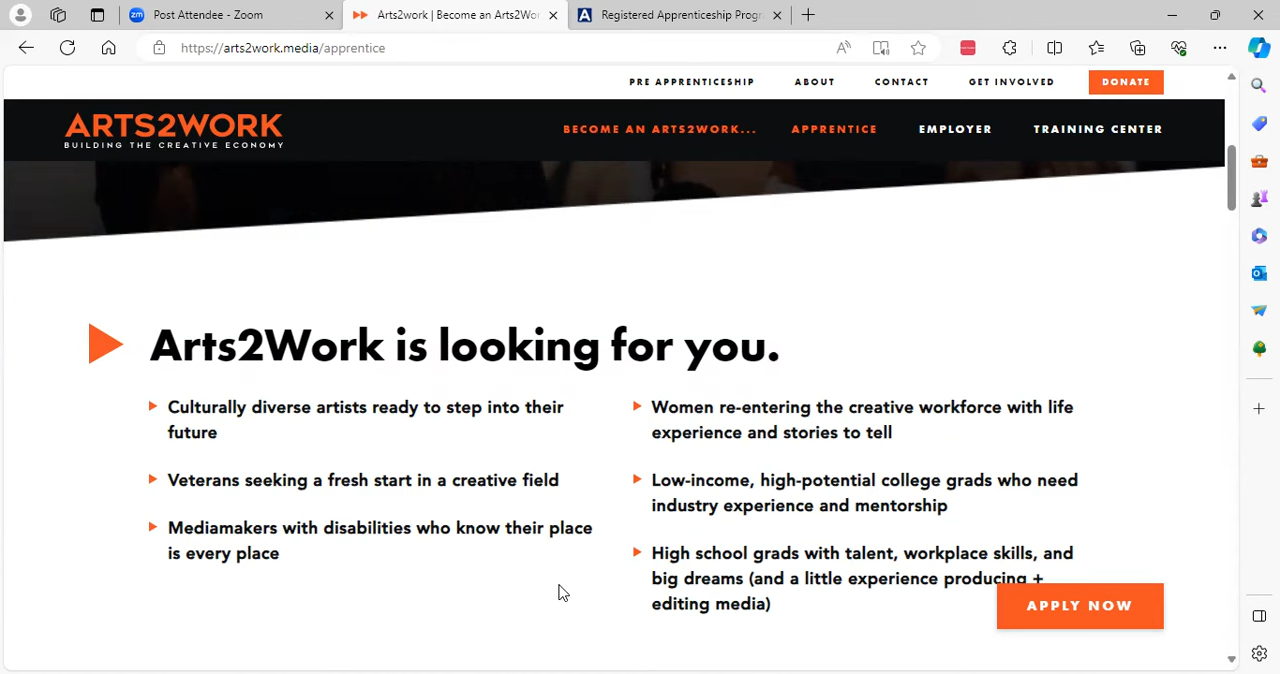 Post Attendee - Zoom
Arts2work | Become an Arts2Wo
Registered Apprenticeship Progr
https://arts2work.media/apprentice
PRE APPRENTICESHIP ABOUT CONTACT GET INVOLVED DONATE
ARTS2WORK
BUILDING THE CREATIVE ECONOMY
BECOME AN ARTS2WORK... APPRENTICE EMPLOYER TRAINING CENTER
Arts2Work is looking for you.
Culturally diverse artists ready to step into their
future
Veterans seeking a fresh start in a creative field
Mediamakers with disabilities who know their place
is every place
Women re-entering the creative workforce with life
experience and stories to tell
Low-income, high-potential college grads who need
industry experience and mentorship
High school grads with talent, workplace skills, and
big dreams (and a little experience producing +
editing media)
APPLY NOW